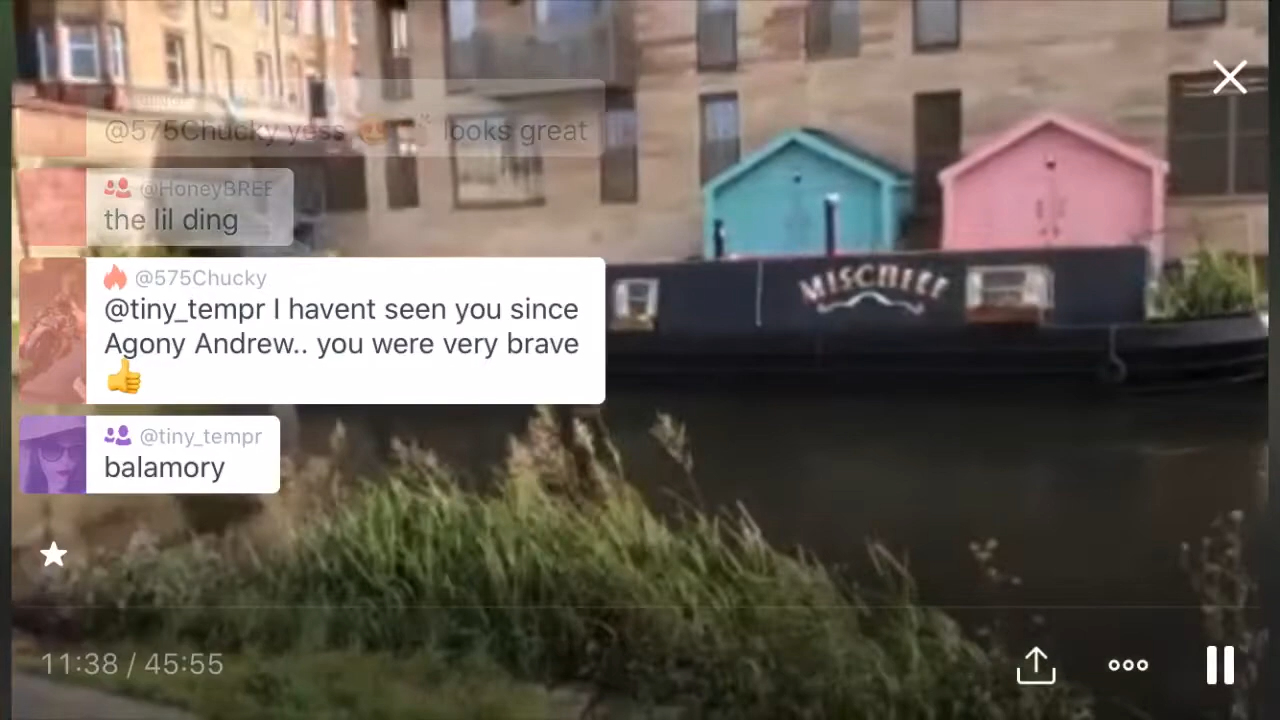 @575Chucky yess 😍 looks great
@HoneyBREE
the lil ding
@575Chucky
@tiny_tempr I havent seen you since
Agony Andrew.. you were very brave
👍
@tiny_tempr
balamory
MISCHIEF
11:38 / 45:55